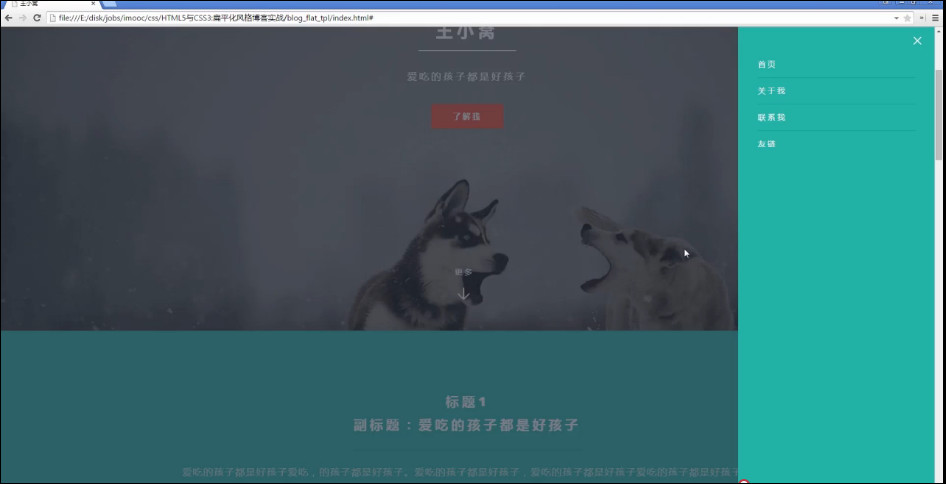 王小窝
file:///E:/disk/jobs/imooc/css/HTML5与CSS3:扁平化风格博客实战/blog_flat_tpl/index.html#
王小窝
爱吃的孩子都是好孩子
了解我
更多
首页
关于我
联系我
友链
标题1
副标题：爱吃的孩子都是好孩子
爱吃的孩子都是好孩子爱吃，的孩子都是好孩子。爱吃的孩子都是好孩子，爱吃的孩子都是好孩子爱吃的孩子都是好孩子